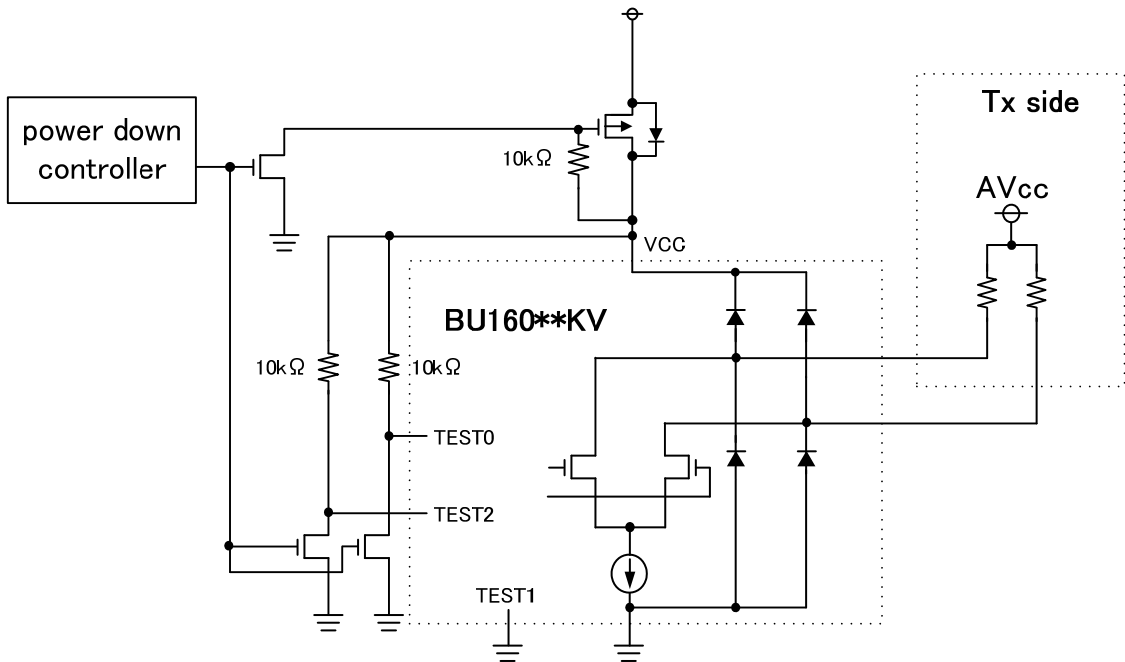 power down
controller
10kΩ
VCC
Tx side
AVcc
BU160**KV
10kΩ
10kΩ
TEST0
TEST2
TEST1